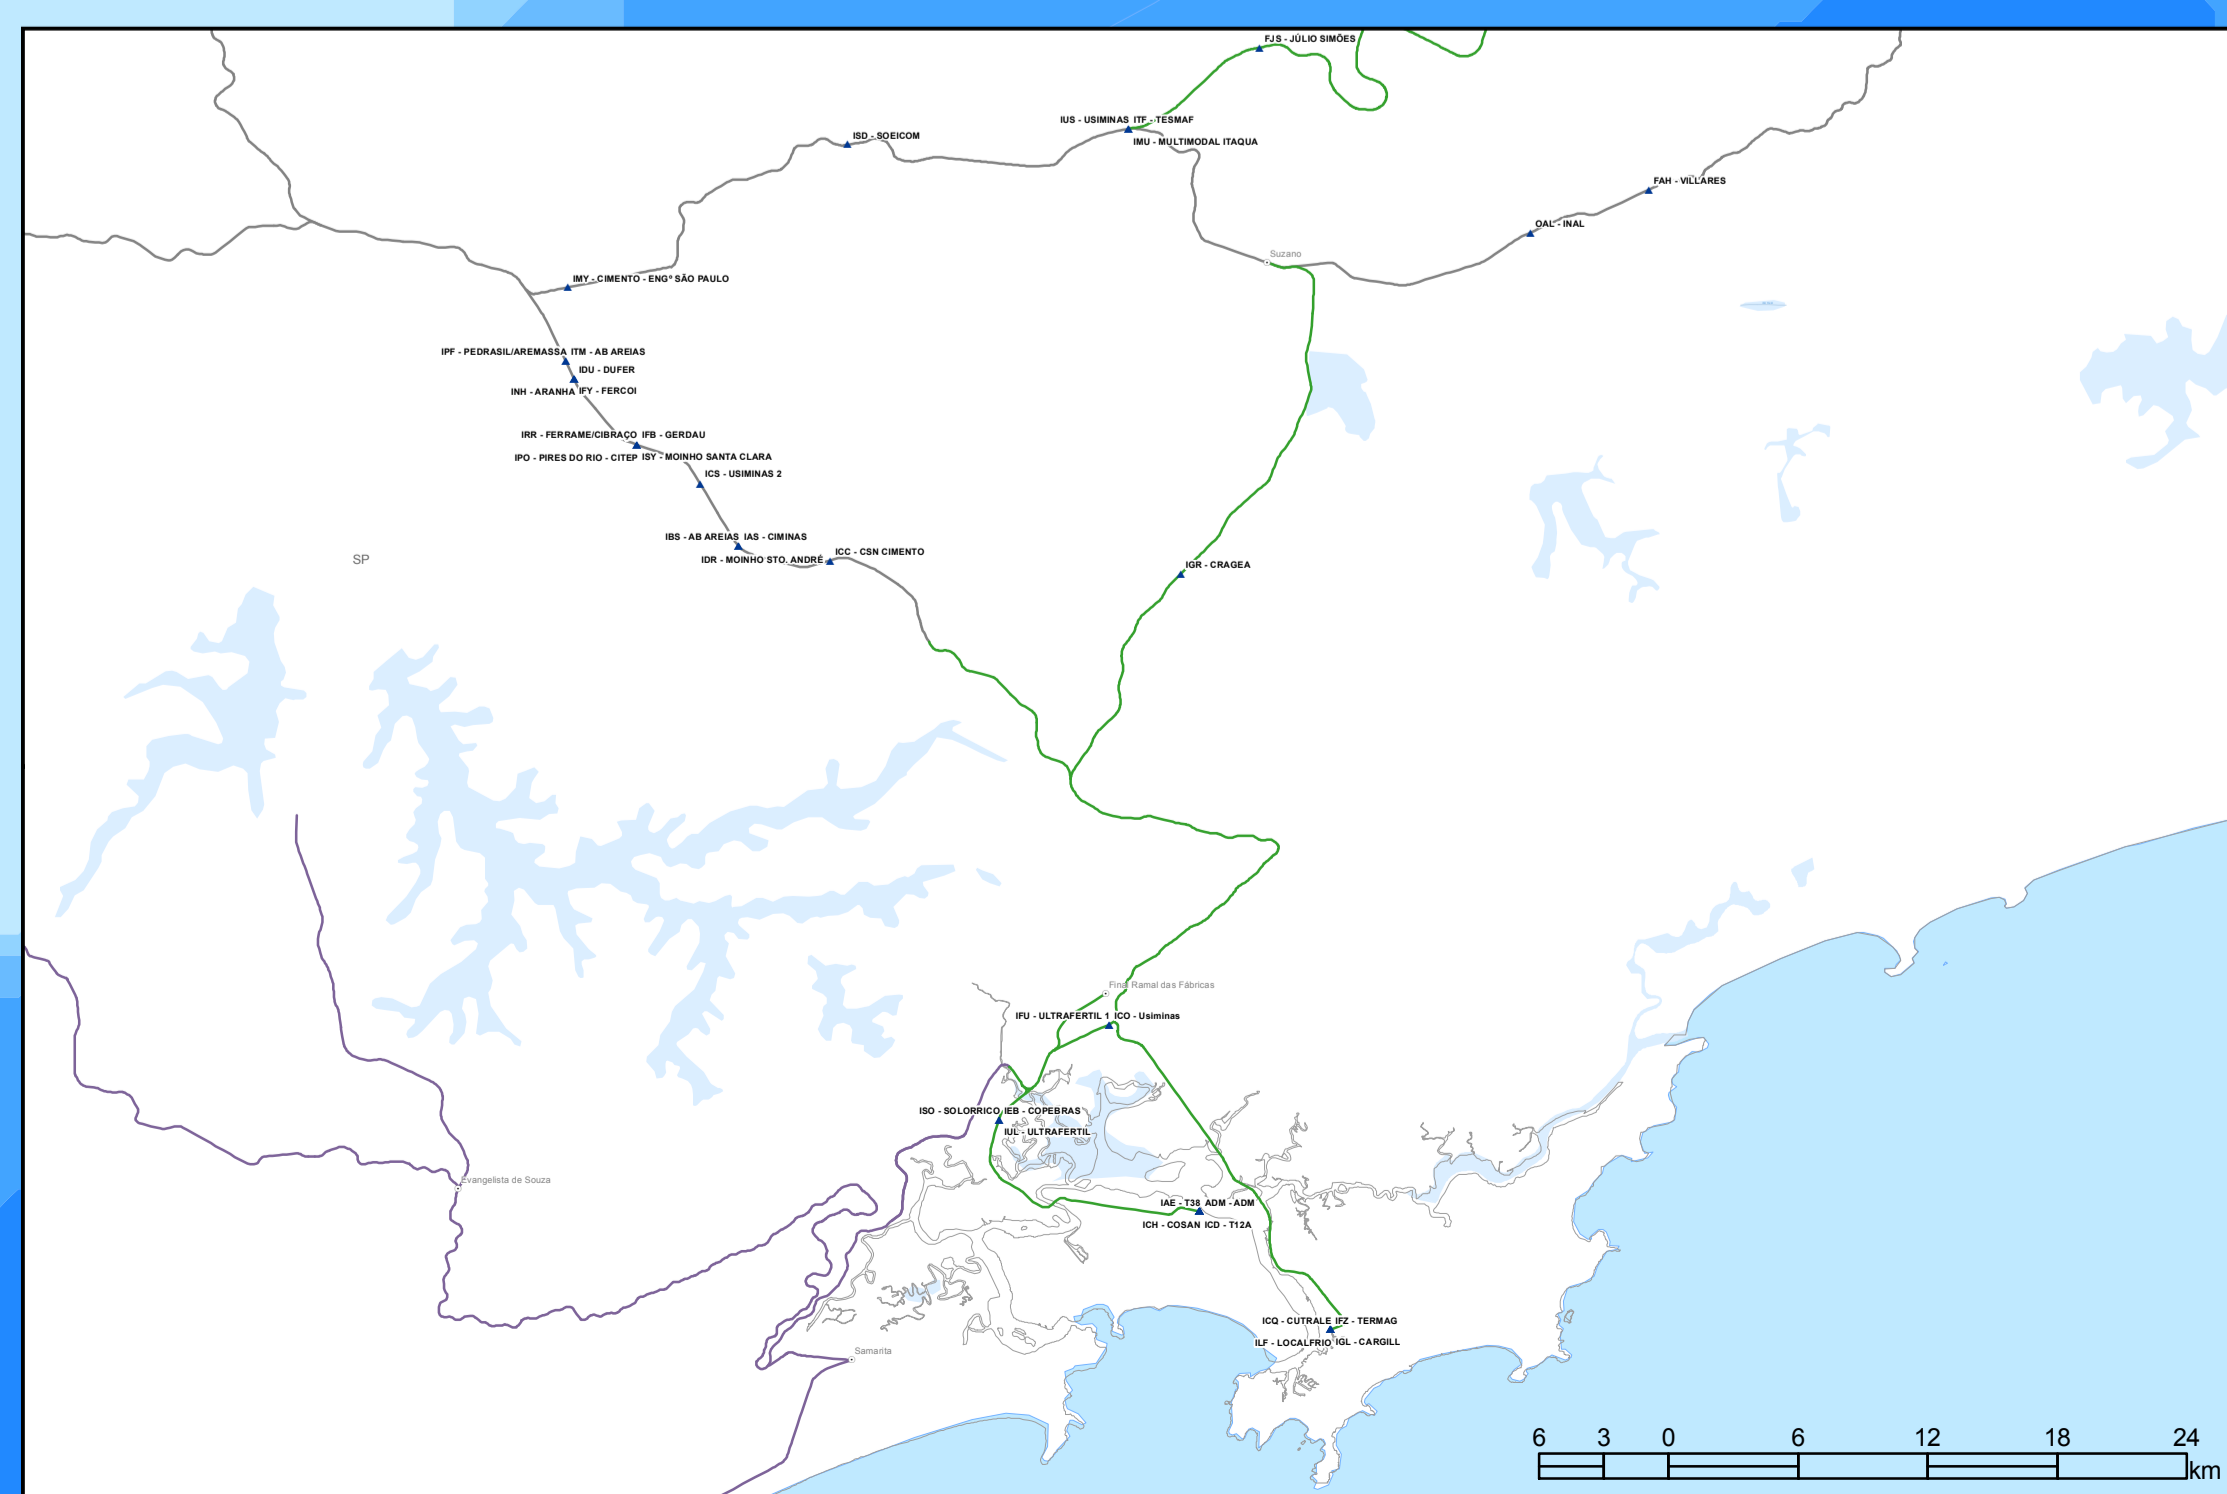 FJS - JÚLIO SIMÕES
IUS - USIMINAS ITF - TESMAF
ISD - SOEICOM
IMU - MULTIMODAL ITAQUA
FAH - VILLARES
OAL - INAL
Suzano
IMY - CIMENTO - ENGº SÃO PAULO
IPF - PEDRASIL/AREMASSA ITM - AB AREIAS
IDU - DUFER
INH - ARANHA IFY - FERCOI
IRR - FERRAME/CIBRAÇO IFB - GERDAU
IPO - PIRES DO RIO - CITEP ISY - MOINHO SANTA CLARA
ICS - USIMINAS 2
IBS - AB AREIAS IAS - CIMINAS
ICC - CSN CIMENTO
IDR - MOINHO STO. ANDRÉ
SP
IGR - CRAGEA
Final Ramal das Fábricas
IFU - ULTRAFERTIL 1 ICO - Usiminas
ISO - SOLORRICO IEB - COPEBRAS
IUL - ULTRAFERTIL
Evangelista de Souza
IAE - T38 ADM - ADM
ICH - COSAN ICD - T12A
ICQ - CUTRALE IFZ - TERMAG
ILF - LOCALFRIO IGL - CARGILL
Samarita
6 3 0 6 12 18 24
km